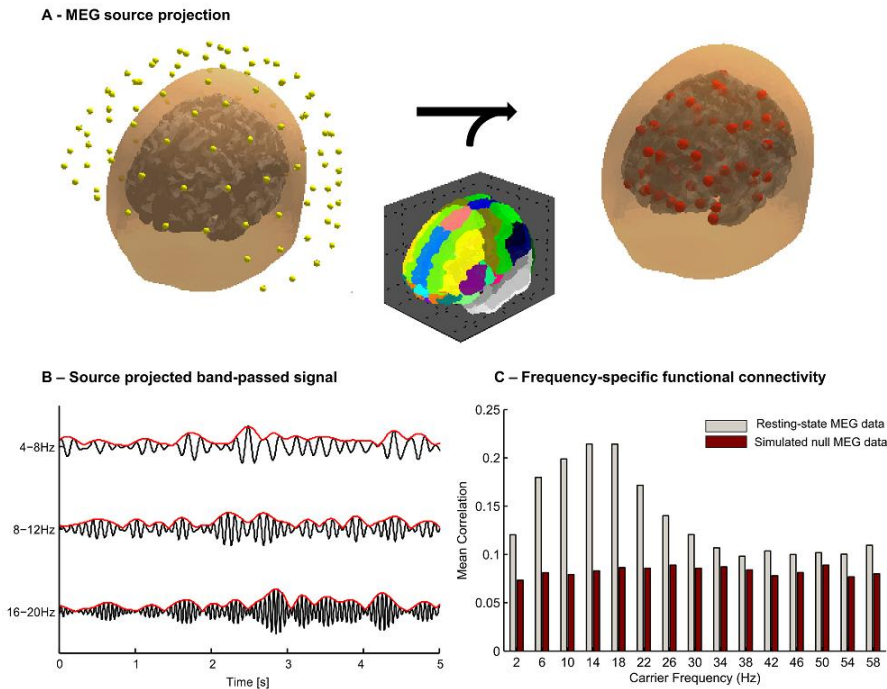 A - MEG source projection
B – Source projected band-passed signal
4−8Hz
8−12Hz
16−20Hz
0 1 2 3 4 5
Time [s]
C – Frequency-specific functional connectivity
0.25
0.2
0.15
0.1
0.05
0
Mean Correlation
Resting-state MEG data
Simulated null MEG data
2 6 10 14 18 22 26 30 34 38 42 46 50 54 58
Carrier Frequency (Hz)